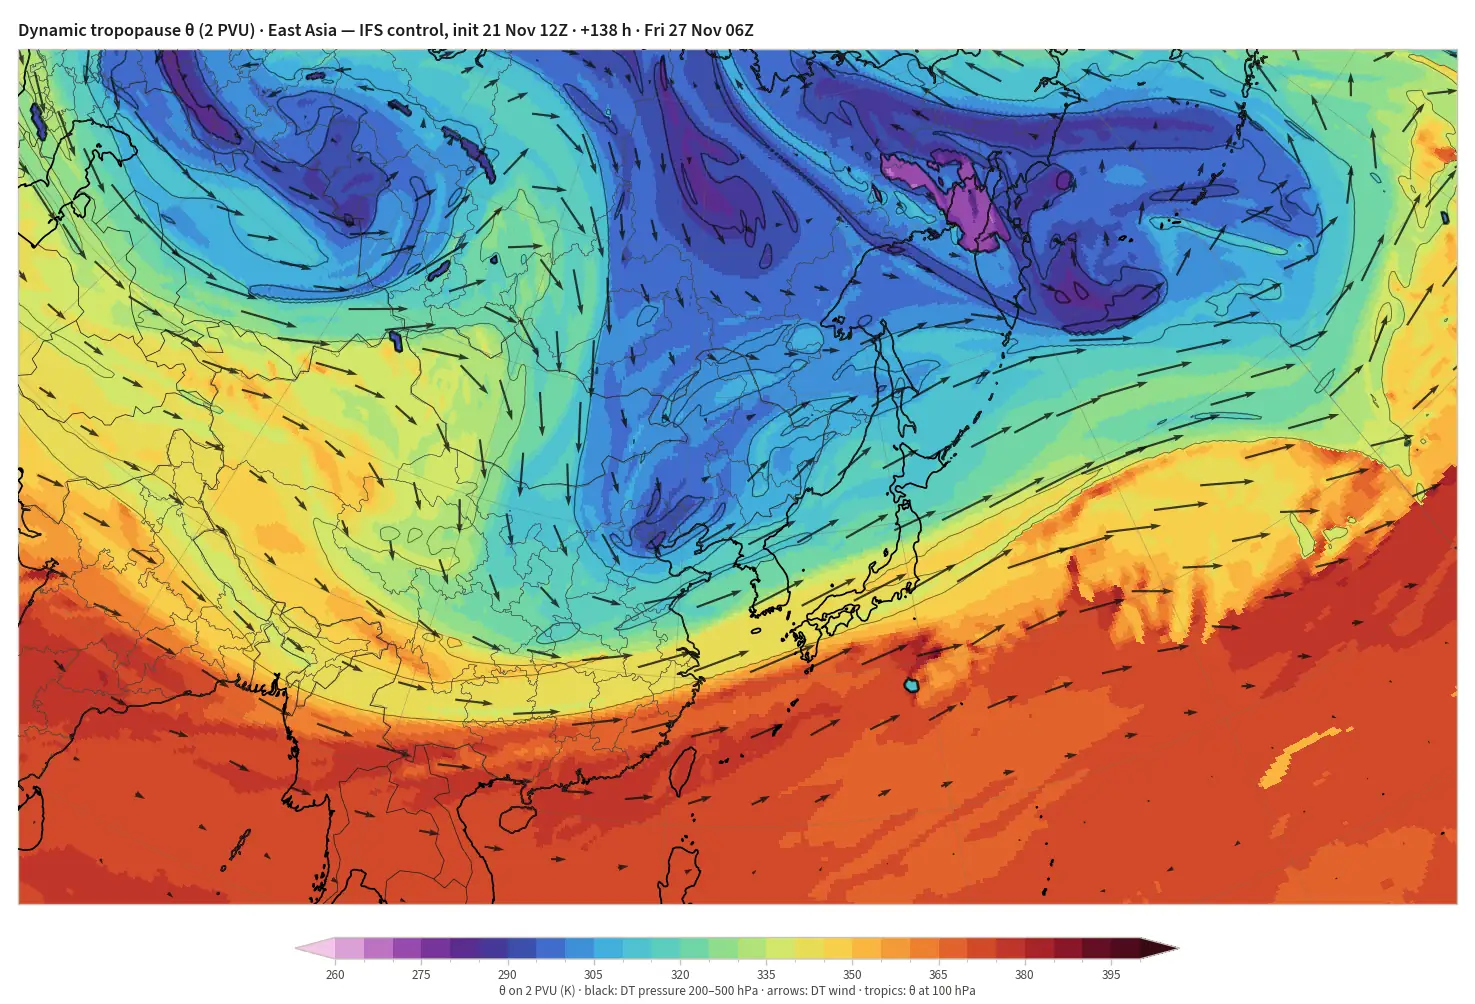 Dynamic tropopause θ (2 PVU) · East Asia — IFS control, init 21 Nov 12Z · +138 h · Fri 27 Nov 06Z
260 275 290 305 320 335 350 365 380 395
θ on 2 PVU (K) · black: DT pressure 200–500 hPa · arrows: DT wind · tropics: θ at 100 hPa